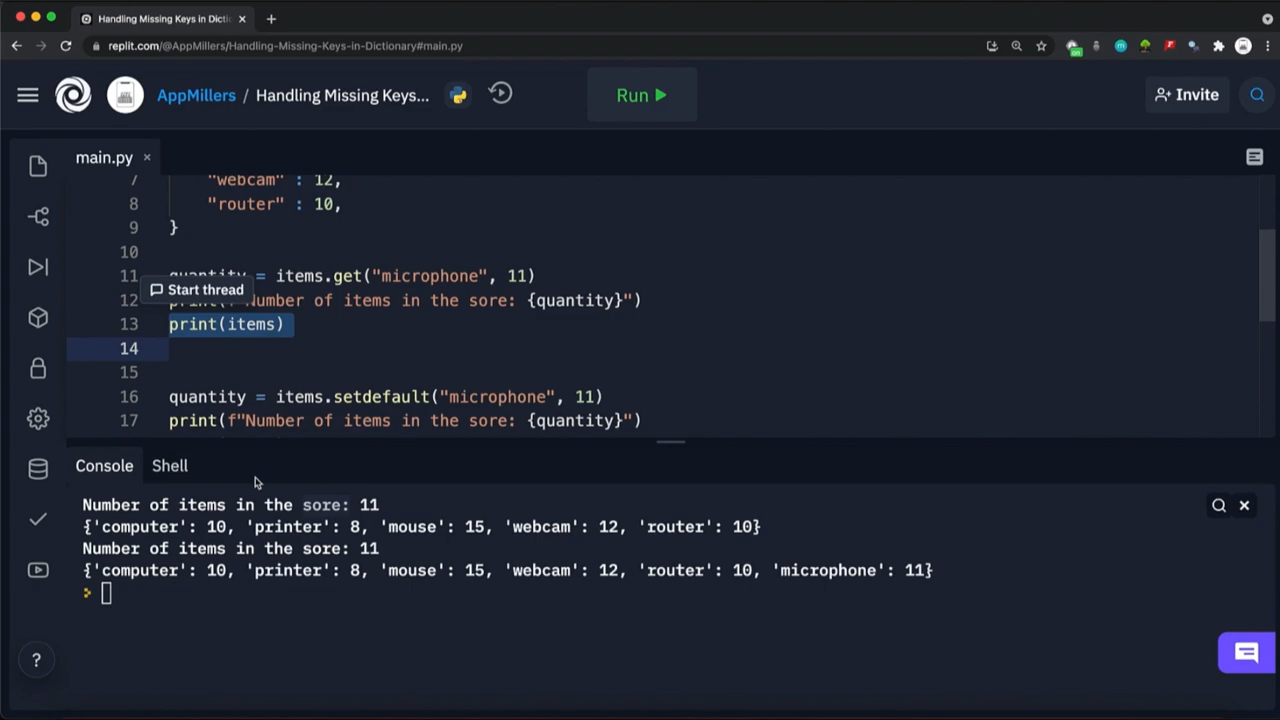 Handling Missing Keys in Dictic
replit.com/@AppMillers/Handling-Missing-Keys-in-Dictionary#main.py
AppMillers / Handling Missing Keys...
Run
Invite
main.py
7 "webcam" : 12,
8 "router" : 10,
9 }
10
11 quantity = items.get("microphone", 11)
Start thread
12 Number of items in the sore: {quantity}")
13 print(items)
14
15
16 quantity = items.setdefault("microphone", 11)
17 print(f"Number of items in the sore: {quantity}")
Console Shell
Number of items in the sore: 11
{'computer': 10, 'printer': 8, 'mouse': 15, 'webcam': 12, 'router': 10}
Number of items in the sore: 11
{'computer': 10, 'printer': 8, 'mouse': 15, 'webcam': 12, 'router': 10, 'microphone': 11}
?